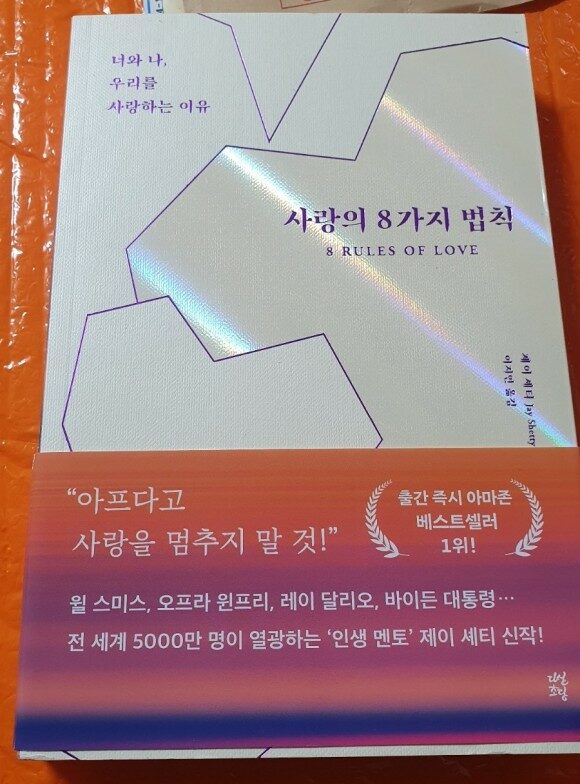 너와 나,
우리를
사랑하는 이유
사랑의 8가지 법칙
8 RULES OF LOVE
제이 셰티 Jay Shetty
이지연 옮김
“아프다고
사랑을 멈추지 말 것!”
출간 즉시 아마존
베스트셀러
1위!
윌 스미스, 오프라 윈프리, 레이 달리오, 바이든 대통령…
전 세계 5000만 명이 열광하는 ‘인생 멘토’ 제이 셰티 신작!
다산
초당